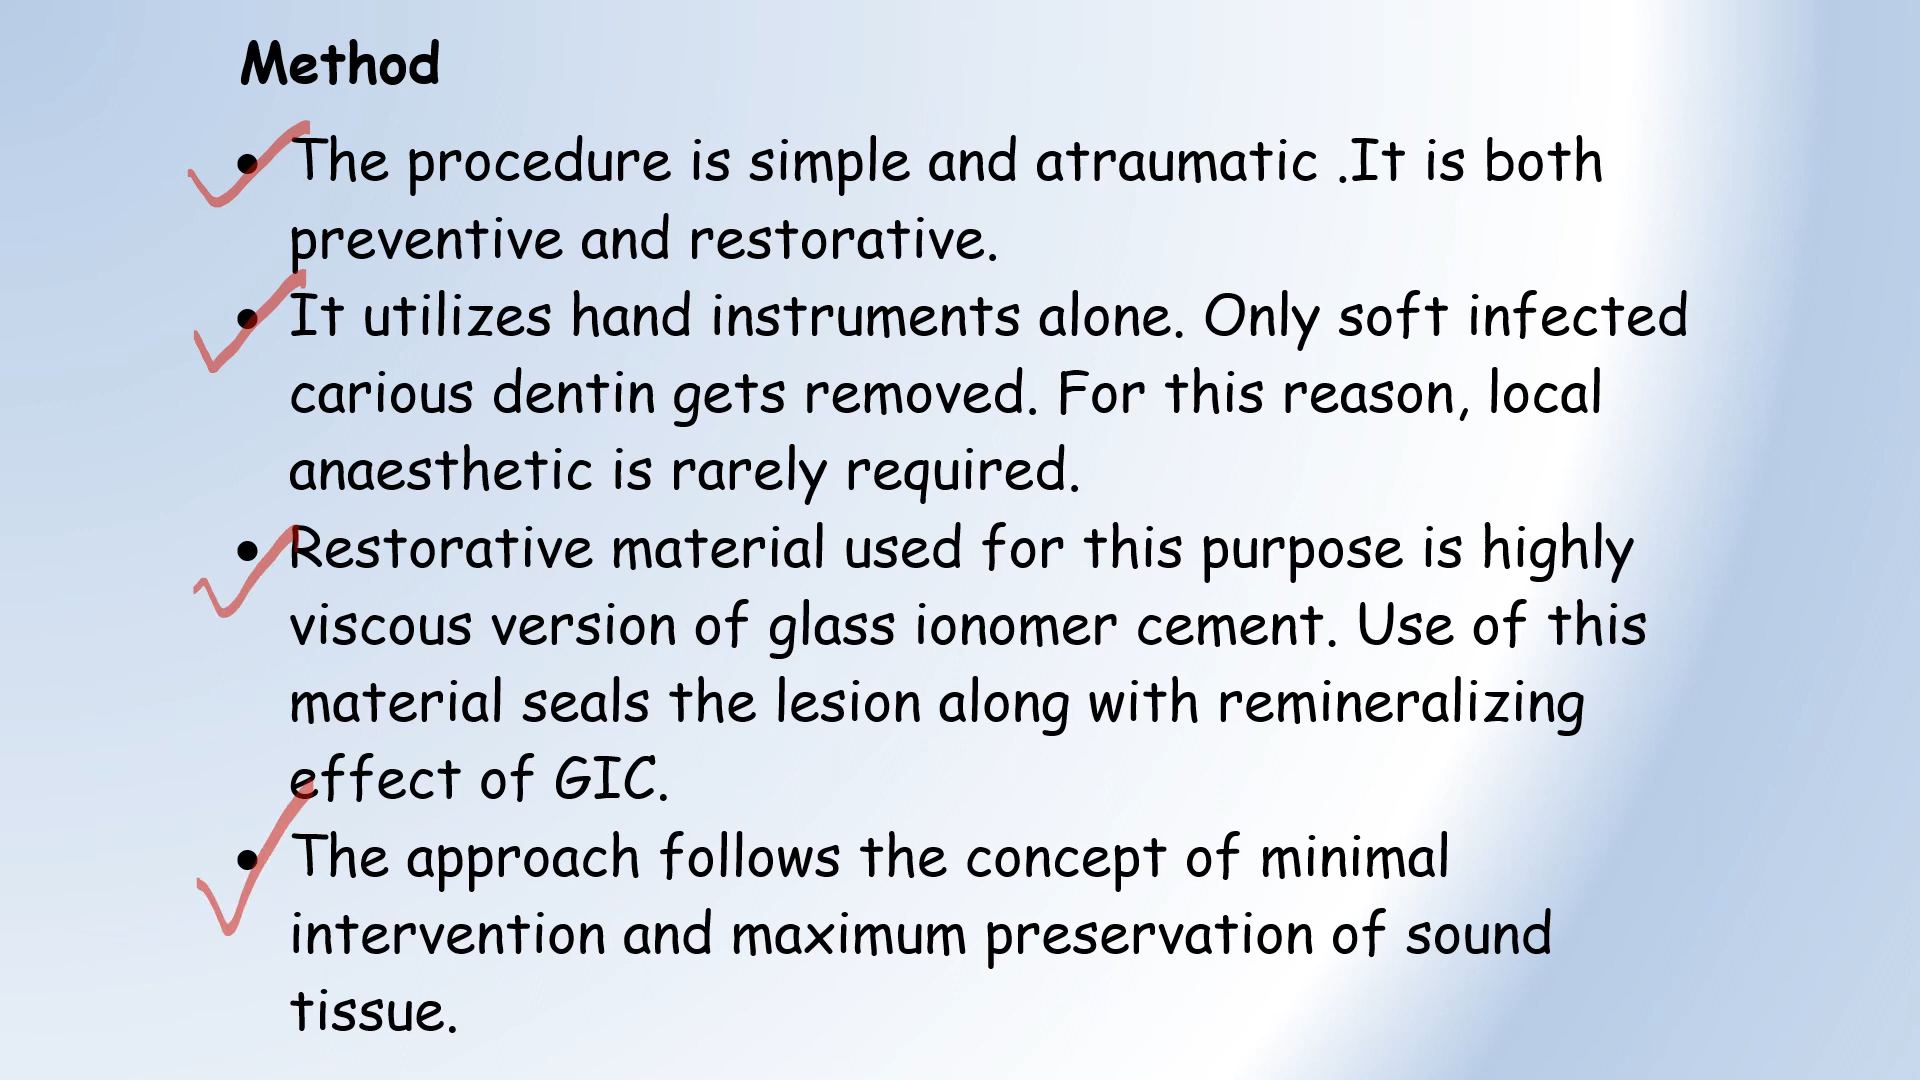 Method
• The procedure is simple and atraumatic .It is both
preventive and restorative.
• It utilizes hand instruments alone. Only soft infected
carious dentin gets removed. For this reason, local
anaesthetic is rarely required.
• Restorative material used for this purpose is highly
viscous version of glass ionomer cement. Use of this
material seals the lesion along with remineralizing
effect of GIC.
• The approach follows the concept of minimal
intervention and maximum preservation of sound
tissue.